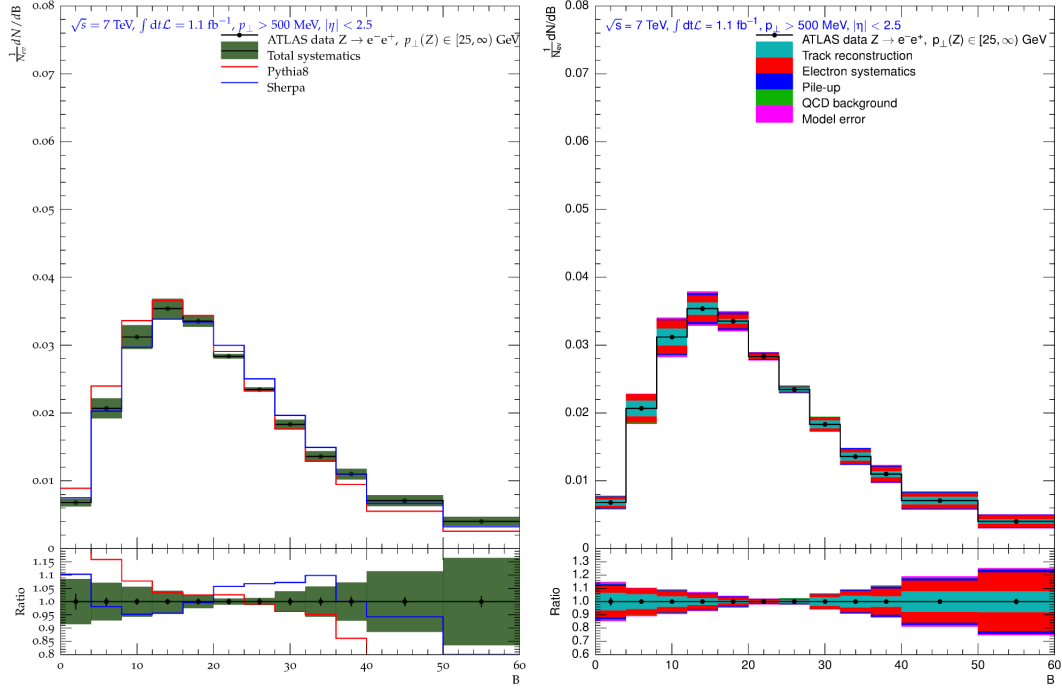 √s = 7 TeV, ∫ dtℒ = 1.1 fb⁻¹, p⊥ > 500 MeV, |η| < 2.5
1/N_ev dN/dB
ATLAS data Z → e⁻e⁺, p⊥(Z) ∈ [25, ∞) GeV
Total systematics
Pythia8
Sherpa
0.08
0.07
0.06
0.05
0.04
0.03
0.02
0.01
0
Ratio
1.15
1.1
1.05
1.0
0.95
0.9
0.85
0.8
0 10 20 30 40 50 60
B
√s = 7 TeV, ∫ dtℒ = 1.1 fb⁻¹, p⊥ > 500 MeV, |η| < 2.5
1/N_ev dN/dB
ATLAS data Z → e⁻e⁺, p⊥(Z) ∈ [25, ∞) GeV
Track reconstruction
Electron systematics
Pile-up
QCD background
Model error
0.08
0.07
0.06
0.05
0.04
0.03
0.02
0.01
0
Ratio
1.3
1.2
1.1
1.0
0.9
0.8
0.7
0.6
0 10 20 30 40 50 60
B